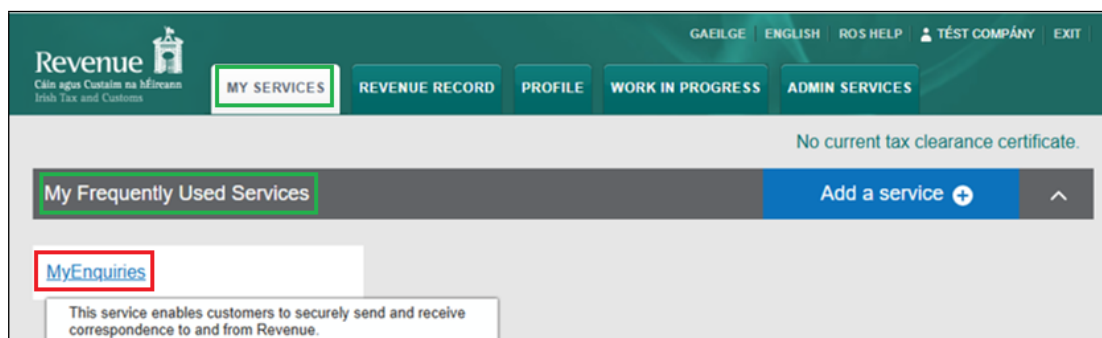 GAEILGE ENGLISH ROS HELP TÉST COMPÁNY EXIT
Revenue
Cáin agus Custaim na hÉireann
Irish Tax and Customs
MY SERVICES REVENUE RECORD PROFILE WORK IN PROGRESS ADMIN SERVICES
No current tax clearance certificate.
My Frequently Used Services Add a service
MyEnquiries
This service enables customers to securely send and receive
correspondence to and from Revenue.